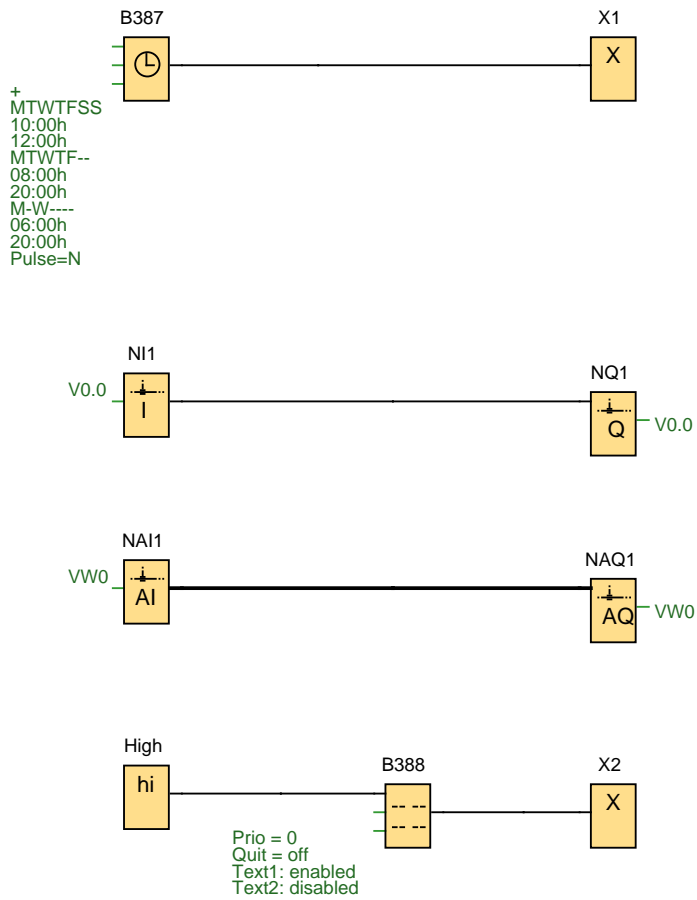 B387
X1
X
+
MTWTFSS
10:00h
12:00h
MTWTF--
08:00h
20:00h
M-W----
06:00h
20:00h
Pulse=N
NI1
NQ1
V0.0
I
Q
V0.0
NAI1
NAQ1
VW0
AI
AQ
VW0
High
B388
X2
hi
X
Prio = 0
Quit = off
Text1: enabled
Text2: disabled